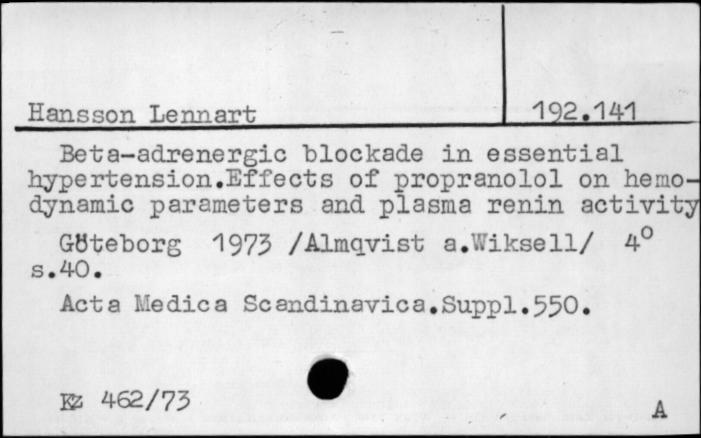 Hansson Lennart 192.141
Beta-adrenergic blockade in essential
hypertension.Effects of propranolol on hemo-
dynamic parameters and plasma renin activity
Göteborg 1973 /Almqvist a.Wiksell/ 4°
s.40.
Acta Medica Scandinavica.Suppl.550.
KZ 462/73
A